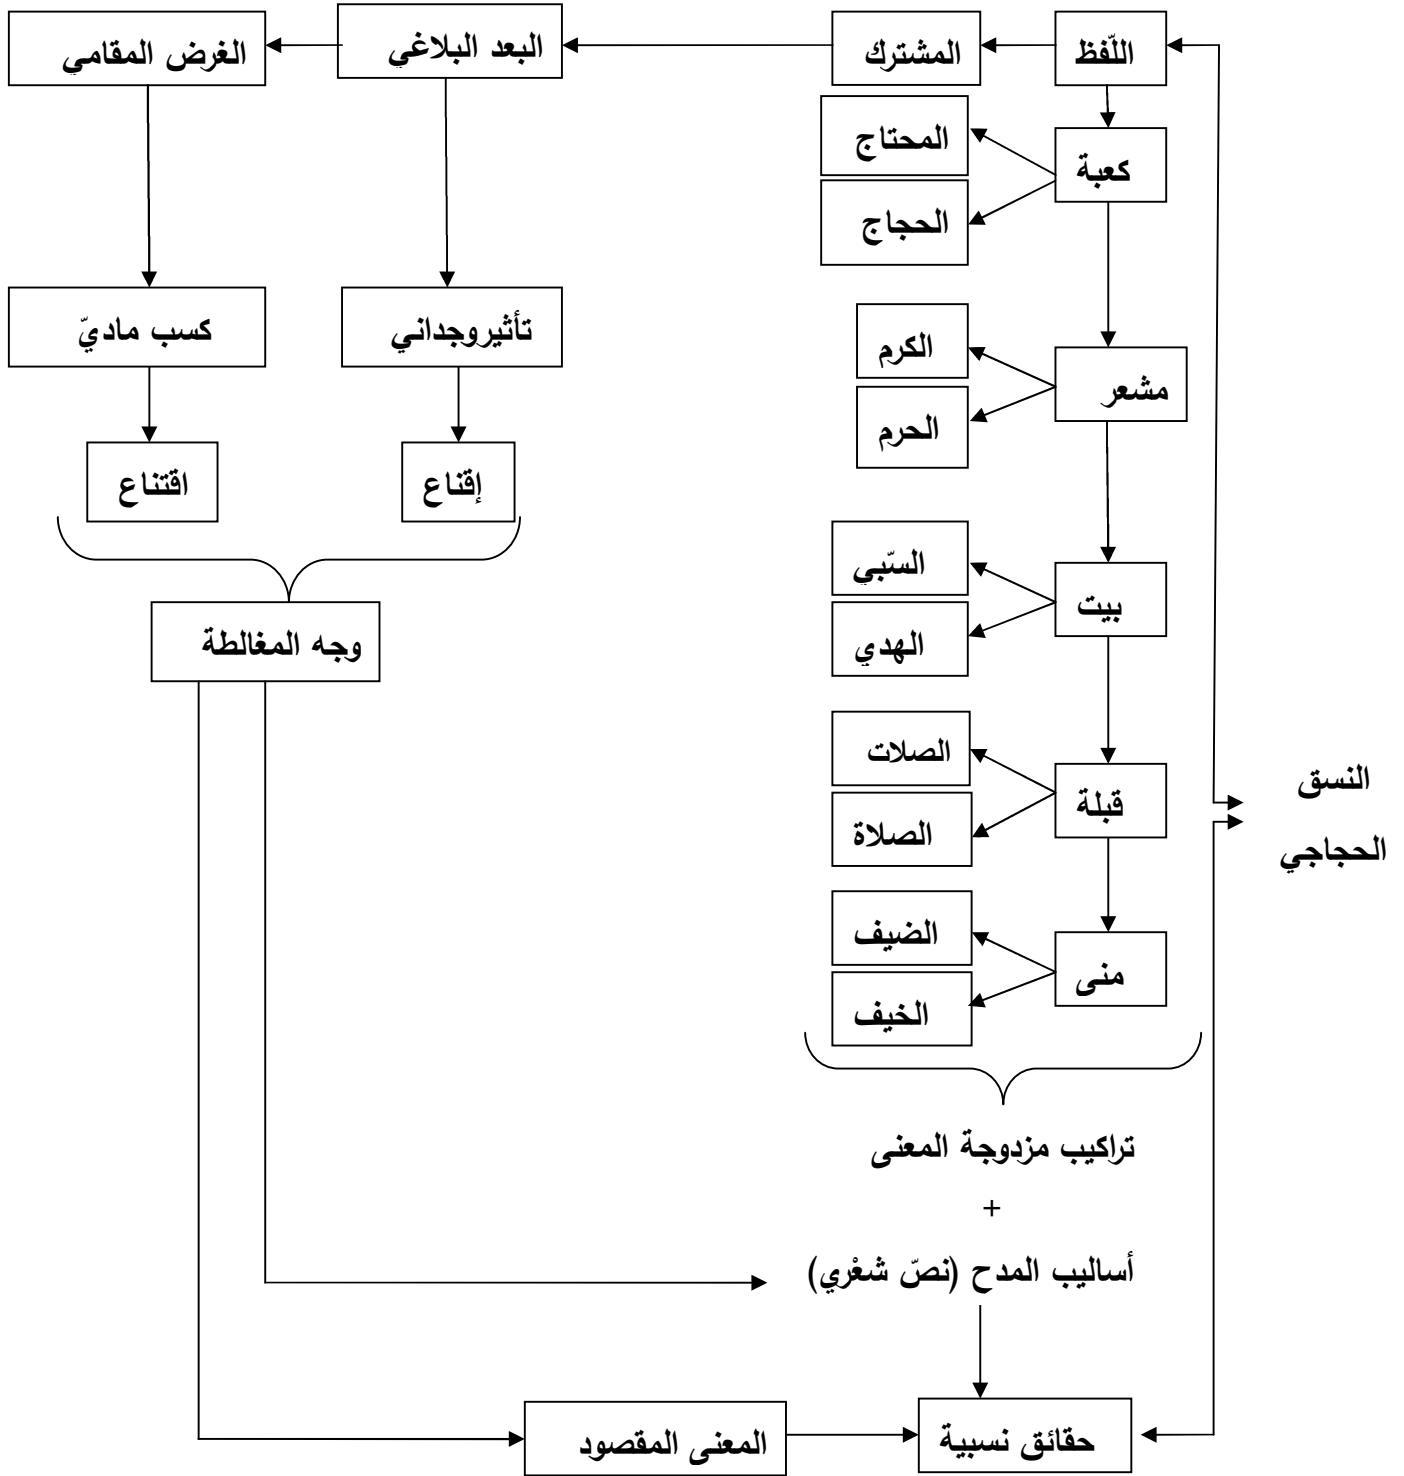 اللّفظ
المشترك
البعد البلاغي
الغرض المقامي
كعبة
المحتاج
الحجاج
تأثيروجداني
كسب ماديّ
مشعر
الكرم
الحرم
إقناع
اقتناع
بيت
السّبي
الهدي
وجه المغالطة
قبلة
الصلات
الصلاة
النسق
الحجاجي
منى
الضيف
الخيف
تراكيب مزدوجة المعنى
+
أساليب المدح (نصّ شعْري)
حقائق نسبية
المعنى المقصود